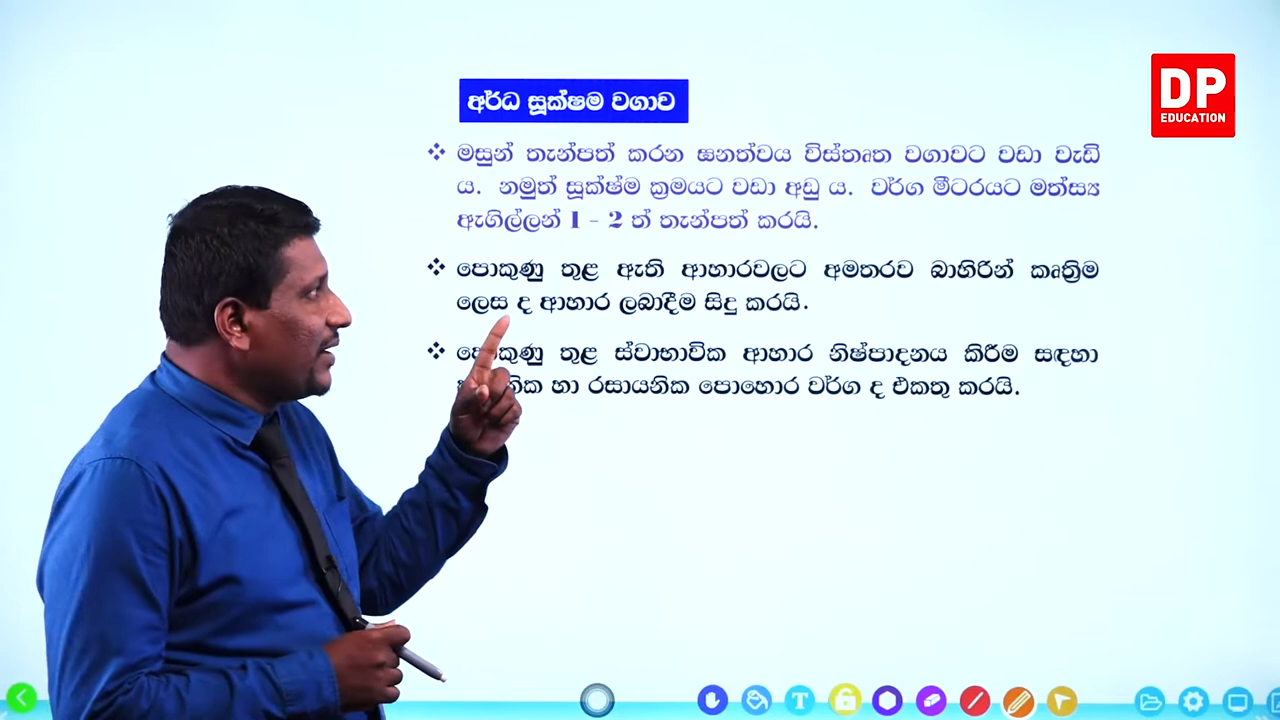 DP
EDUCATION
අර්ධ සූක්ෂම වගාව
❖ මසුන් තැන්පත් කරන ඝනත්වය විස්තෘත වගාවට වඩා වැඩි
ය. නමුත් සූක්ෂ්ම ක්‍රමයට වඩා අඩු ය. වර්ග මීටරයට මත්ස්‍ය
ඇගිල්ලන් 1 - 2 ත් තැන්පත් කරයි.
❖ පොකුණු තුළ ඇති ආහාරවලට අමතරව බාහිරින් කෘත්‍රිම
ලෙස ද ආහාර ලබාදීම සිදු කරයි.
❖ පොකුණු තුළ ස්වාභාවික ආහාර නිෂ්පාදනය කිරීම සඳහා
හා රසායනික පොහොර වර්ග ද එකතු කරයි.